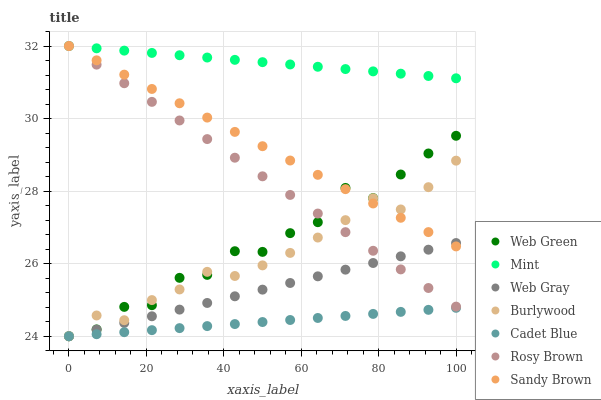 title
32
30
28
26
24
0
20
40
60
80
100
yaxis_label
xaxis_label
Web Green
Mint
Web Gray
Burlywood
Cadet Blue
Rosy Brown
Sandy Brown